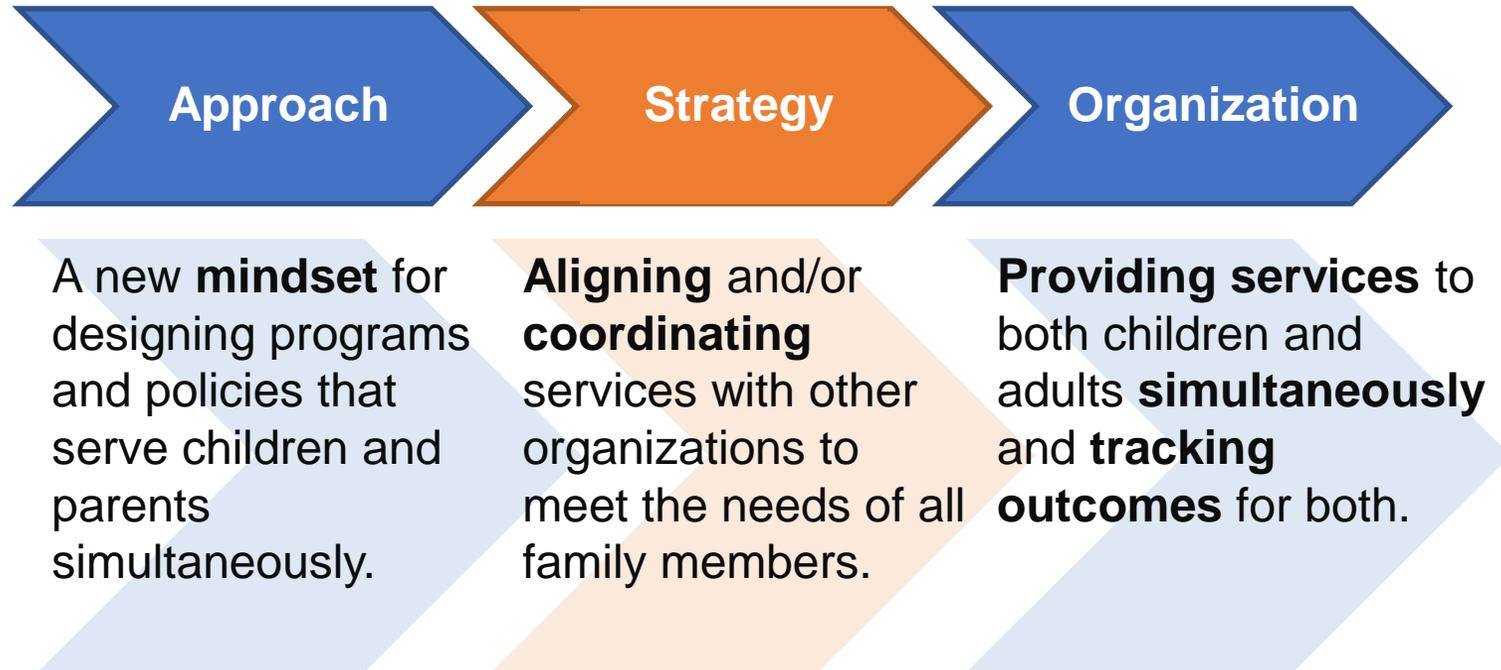 Approach
Strategy
Organization
A new mindset for
designing programs
and policies that
serve children and
parents
simultaneously.
Aligning and/or
coordinating
services with other
organizations to
meet the needs of all
family members.
Providing services to
both children and
adults simultaneously
and tracking
outcomes for both.